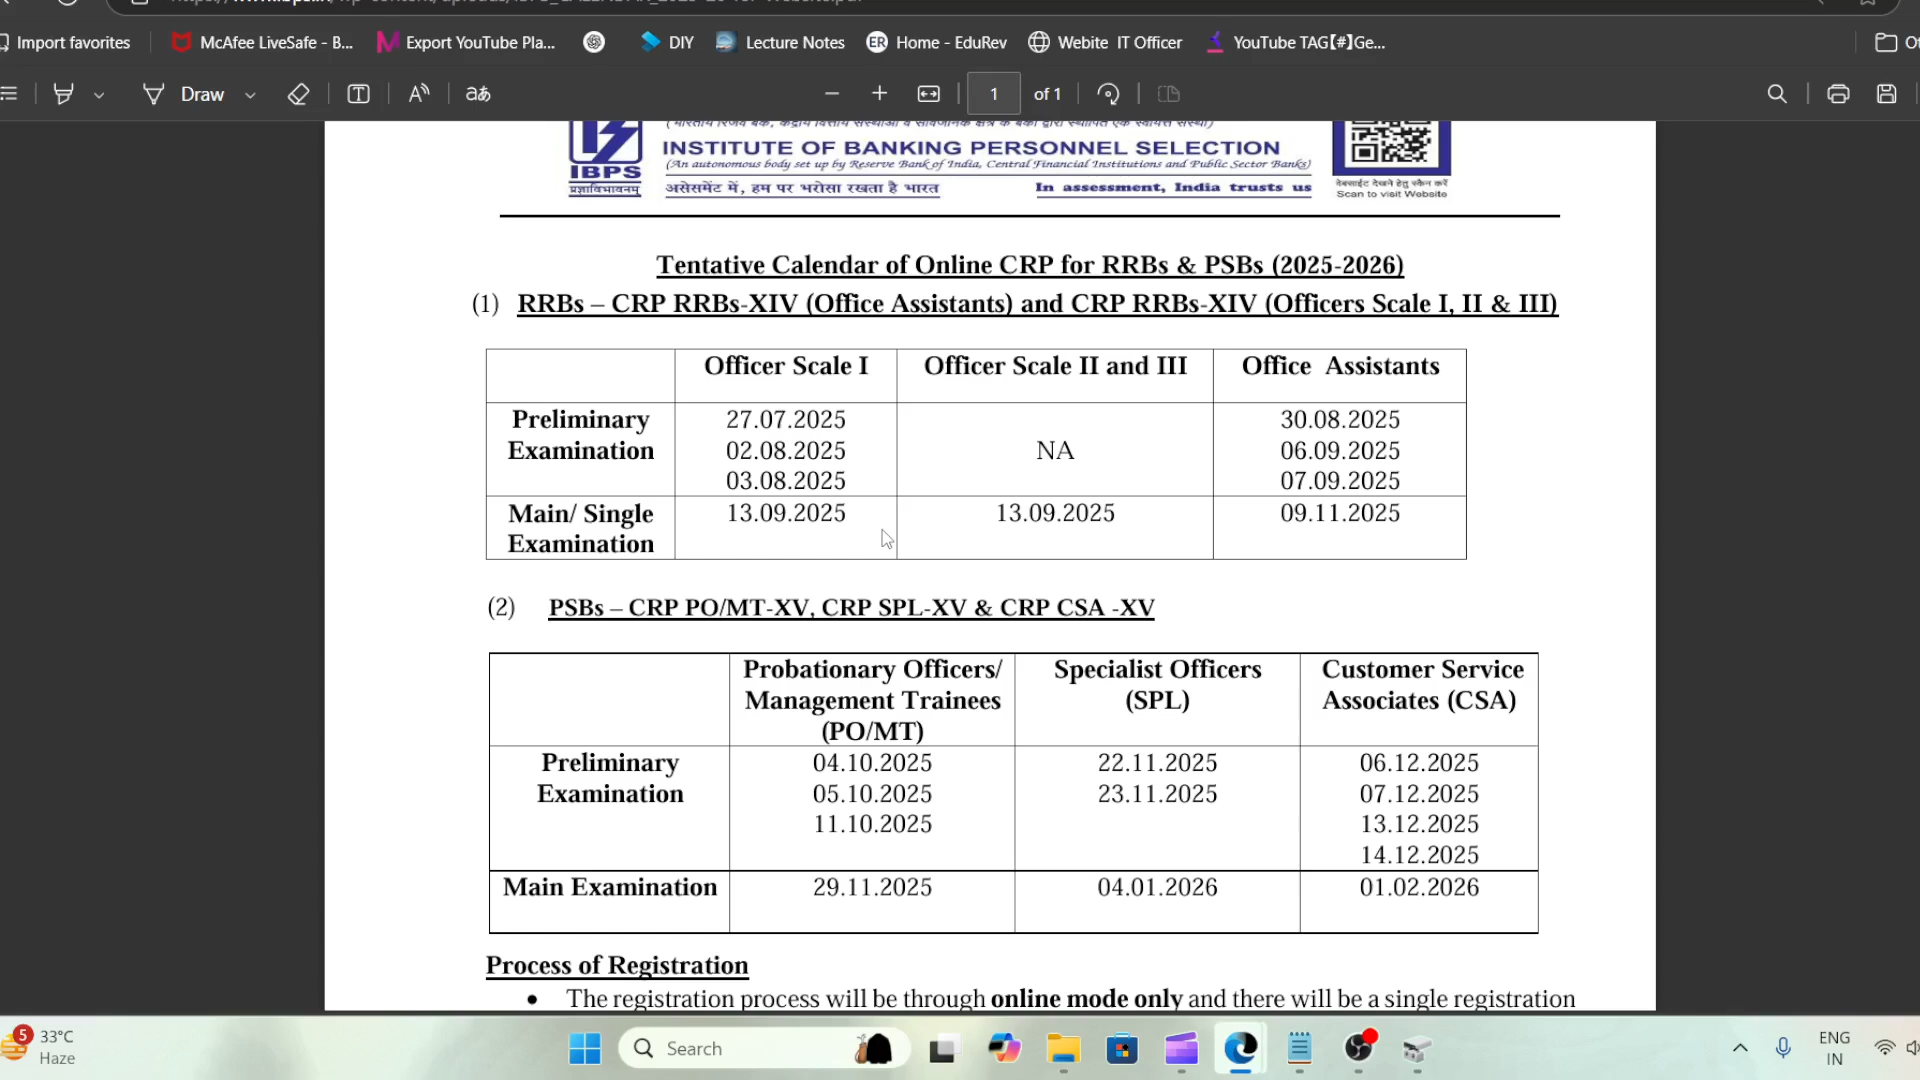 Import favorites
McAfee LiveSafe - B...
Export YouTube Pla...
DIY
Lecture Notes
ER Home - EduRev
Webite IT Officer
YouTube TAG【#】Ge...
Draw
aあ
1 of 1
INSTITUTE OF BANKING PERSONNEL SELECTION
(An autonomous body set up by Reserve Bank of India, Central Financial Institutions and Public Sector Banks)
IBPS
प्रज्ञाविभावनम्
असेसमेंट में, हम पर भरोसा रखता है भारत
In assessment, India trusts us
वेबसाईट देखने हेतु स्कैन करें
Scan to visit Website
Tentative Calendar of Online CRP for RRBs & PSBs (2025-2026)
(1) RRBs – CRP RRBs-XIV (Office Assistants) and CRP RRBs-XIV (Officers Scale I, II & III)
Officer Scale I Officer Scale II and III Office Assistants
Preliminary Examination
27.07.2025
02.08.2025
03.08.2025
NA
30.08.2025
06.09.2025
07.09.2025
Main/ Single Examination
13.09.2025 13.09.2025 09.11.2025
(2) PSBs – CRP PO/MT-XV, CRP SPL-XV & CRP CSA -XV
Probationary Officers/
Management Trainees
(PO/MT)
Specialist Officers
(SPL)
Customer Service
Associates (CSA)
Preliminary
Examination
04.10.2025
05.10.2025
11.10.2025
22.11.2025
23.11.2025
06.12.2025
07.12.2025
13.12.2025
14.12.2025
Main Examination 29.11.2025 04.01.2026 01.02.2026
Process of Registration
• The registration process will be through online mode only and there will be a single registration
5
33°C
Haze
Search
ENG
IN